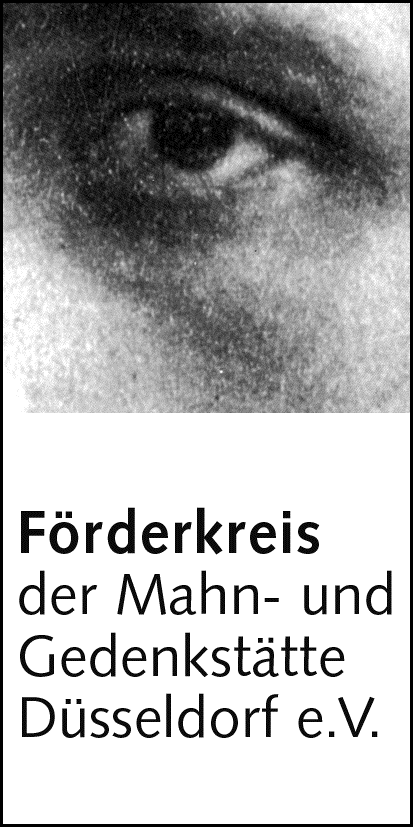 Förderkreis
der Mahn- und
Gedenkstätte
Düsseldorf e.V.